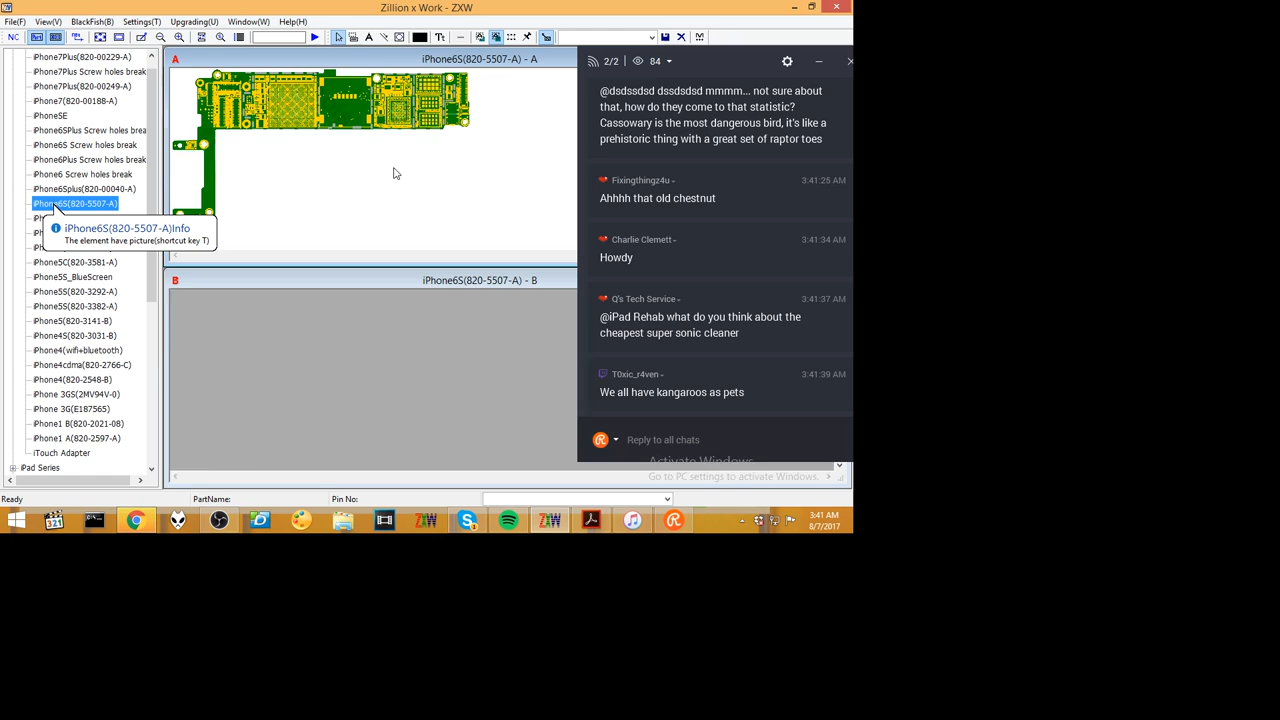 Zillion x Work - ZXW
File(F) View(V) BlackFish(B) Settings(T) Upgrading(U) Window(W) Help(H)
NC
iPhone7Plus(820-00229-A)
iPhone7Plus Screw holes break
iPhone7Plus(820-00249-A)
iPhone7(820-00188-A)
iPhoneSE
iPhone6SPlus Screw holes brea
iPhone6S Screw holes break
iPhone6Plus Screw holes break
iPhone6 Screw holes break
iPhone6Splus(820-00040-A)
iPhone6S(820-5507-A)
iPhone6S(820-5507-A)Info
The element have picture(shortcut key T)
iPhone5C(820-3581-A)
iPhone5S_BlueScreen
iPhone5S(820-3292-A)
iPhone5S(820-3382-A)
iPhone5(820-3141-B)
iPhone4S(820-3031-B)
iPhone4(wifi+bluetooth)
iPhone4cdma(820-2766-C)
iPhone4(820-2548-B)
iPhone 3GS(2MV94V-0)
iPhone 3G(E187565)
iPhone1 B(820-2021-08)
iPhone1 A(820-2597-A)
iTouch Adapter
iPad Series
A iPhone6S(820-5507-A) - A
B iPhone6S(820-5507-A) - B
2/2 84
@dsdssdsd dssdsdsd mmmm... not sure about
that, how do they come to that statistic?
Cassowary is the most dangerous bird, it's like a
prehistoric thing with a great set of raptor toes
Fixingthingz4u 3:41:25 AM
Ahhhh that old chestnut
Charlie Clemett 3:41:34 AM
Howdy
Q's Tech Service 3:41:37 AM
@iPad Rehab what do you think about the
cheapest super sonic cleaner
T0xic_r4ven 3:41:39 AM
We all have kangaroos as pets
Reply to all chats
Activate Windows
Go to PC settings to activate Windows.
Ready PartName: Pin No:
3:41 AM
8/7/2017